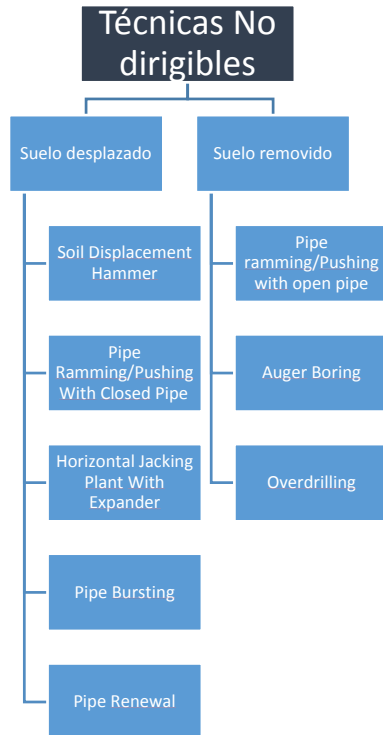 Técnicas No
dirigibles
Suelo desplazado
Suelo removido
Soil Displacement
Hammer
Pipe
Ramming/Pushing
With Closed Pipe
Horizontal Jacking
Plant With
Expander
Pipe Bursting
Pipe Renewal
Pipe
ramming/Pushing
with open pipe
Auger Boring
Overdrilling